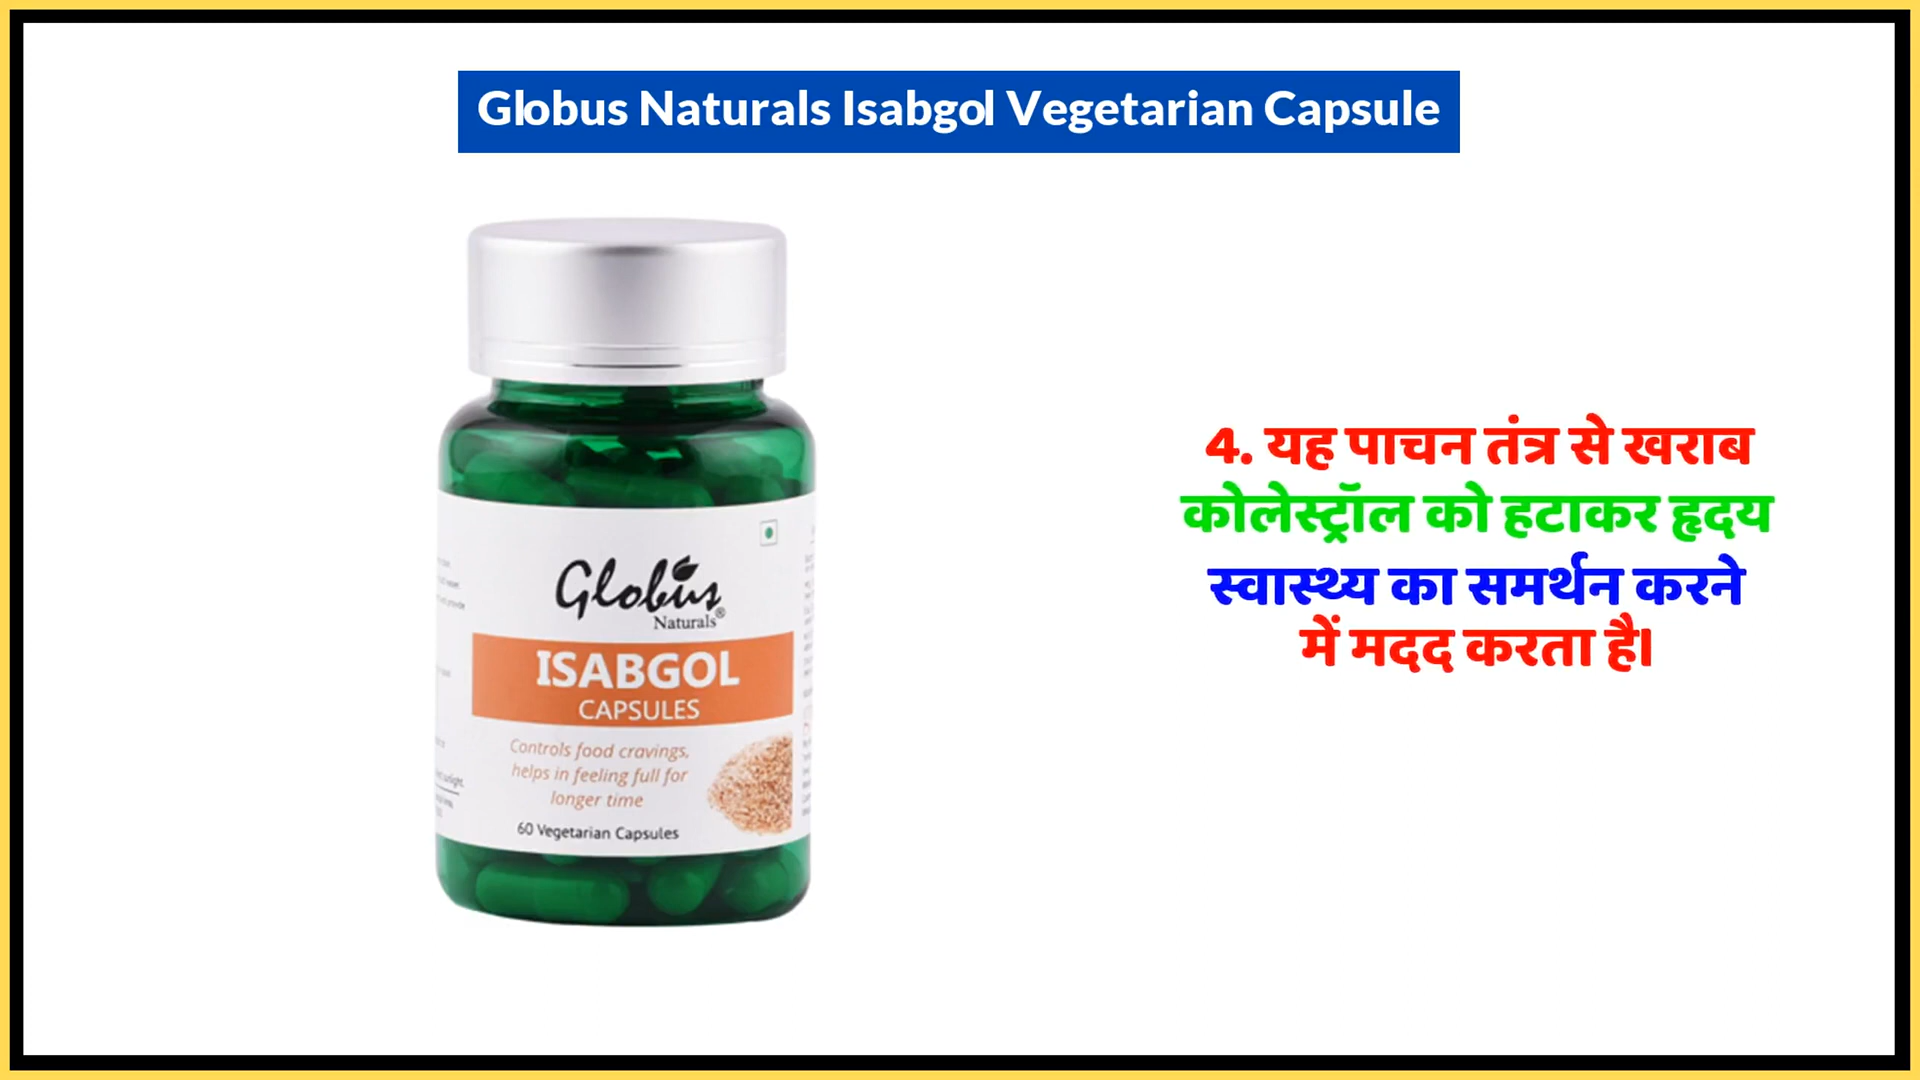 Globus Naturals Isabgol Vegetarian Capsule
Globus
Naturals®
ISABGOL
CAPSULES
Controls food cravings,
helps in feeling full for
longer time
60 Vegetarian Capsules
4. यह पाचन तंत्र से खराब
कोलेस्ट्रॉल को हटाकर हृदय
स्वास्थ्य का समर्थन करने
में मदद करता है।